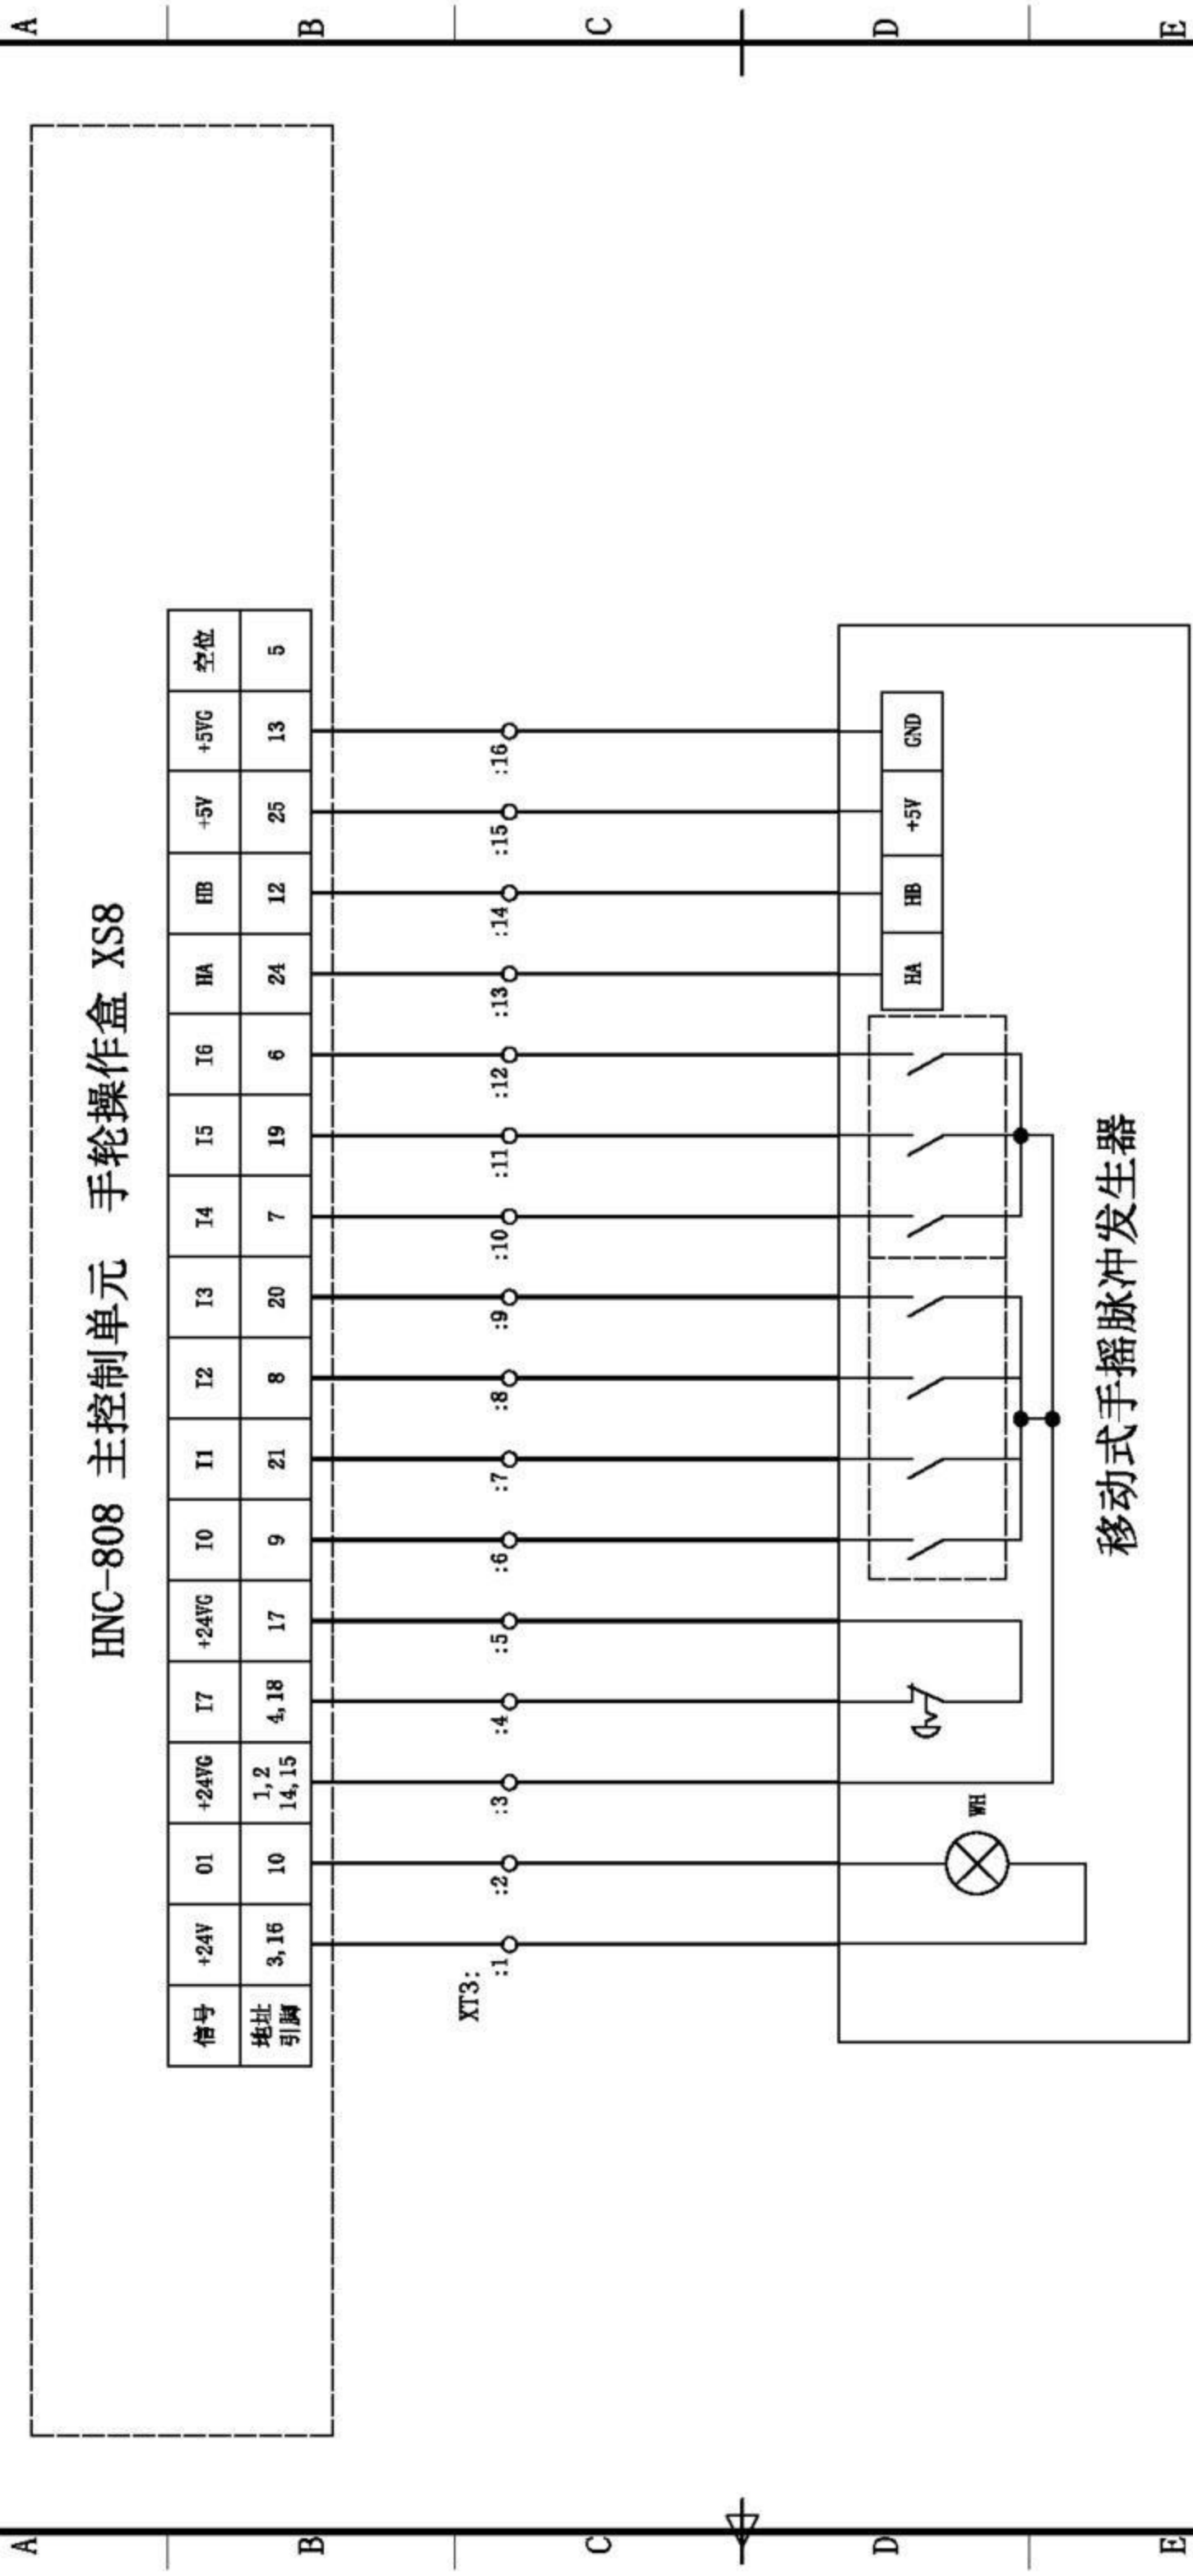 A B C D E
HNC-808 主控制单元 手轮操作盒 XS8
信号 +24V O1 +24VG I7 +24VG I0 I1 I2 I3 I4 I5 I6 HA HB +5V +5VG 空位
地址引脚 3,16 10 1,2 14,15 4,18 17 9 21 8 20 7 19 6 24 12 25 13 5
XT3:
:1 :2 :3 :4 :5 :6 :7 :8 :9 :10 :11 :12 :13 :14 :15 :16
HA HB +5V GND
WH
移动式手摇脉冲发生器
A B C D E